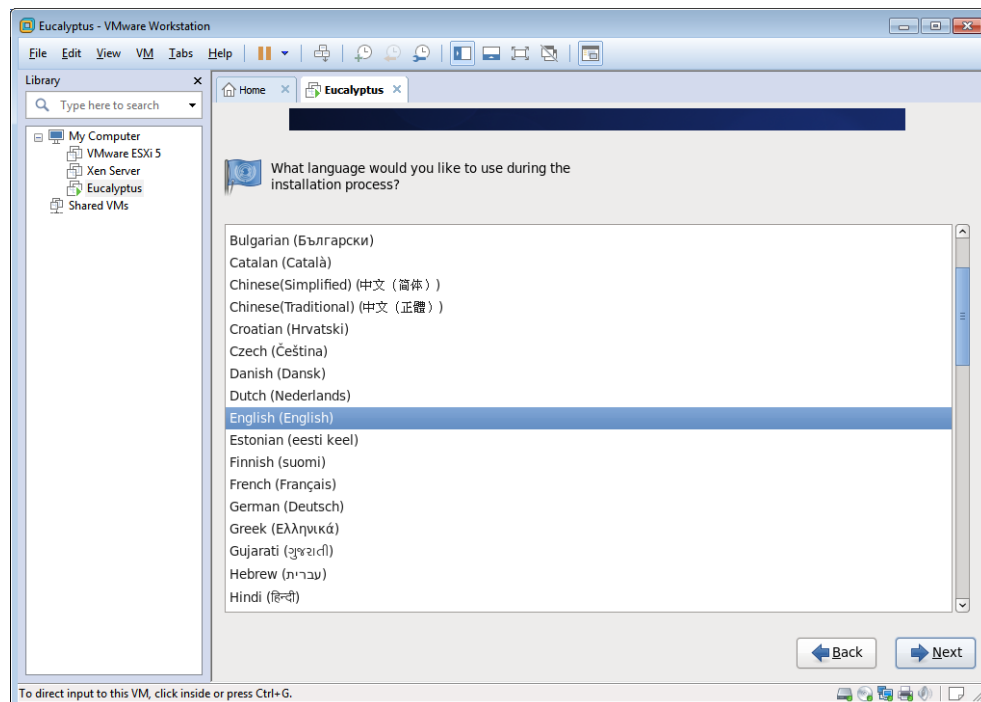 Eucalyptus - VMware Workstation
File Edit View VM Tabs Help
Library
Type here to search
My Computer
VMware ESXi 5
Xen Server
Eucalyptus
Shared VMs
Home
Eucalyptus
What language would you like to use during the
installation process?
Bulgarian (Български)
Catalan (Català)
Chinese(Simplified) (中文（简体）)
Chinese(Traditional) (中文（正體）)
Croatian (Hrvatski)
Czech (Čeština)
Danish (Dansk)
Dutch (Nederlands)
English (English)
Estonian (eesti keel)
Finnish (suomi)
French (Français)
German (Deutsch)
Greek (Ελληνικά)
Gujarati (ગુજરાતી)
Hebrew (עברית)
Hindi (हिन्दी)
Back Next
To direct input to this VM, click inside or press Ctrl+G.